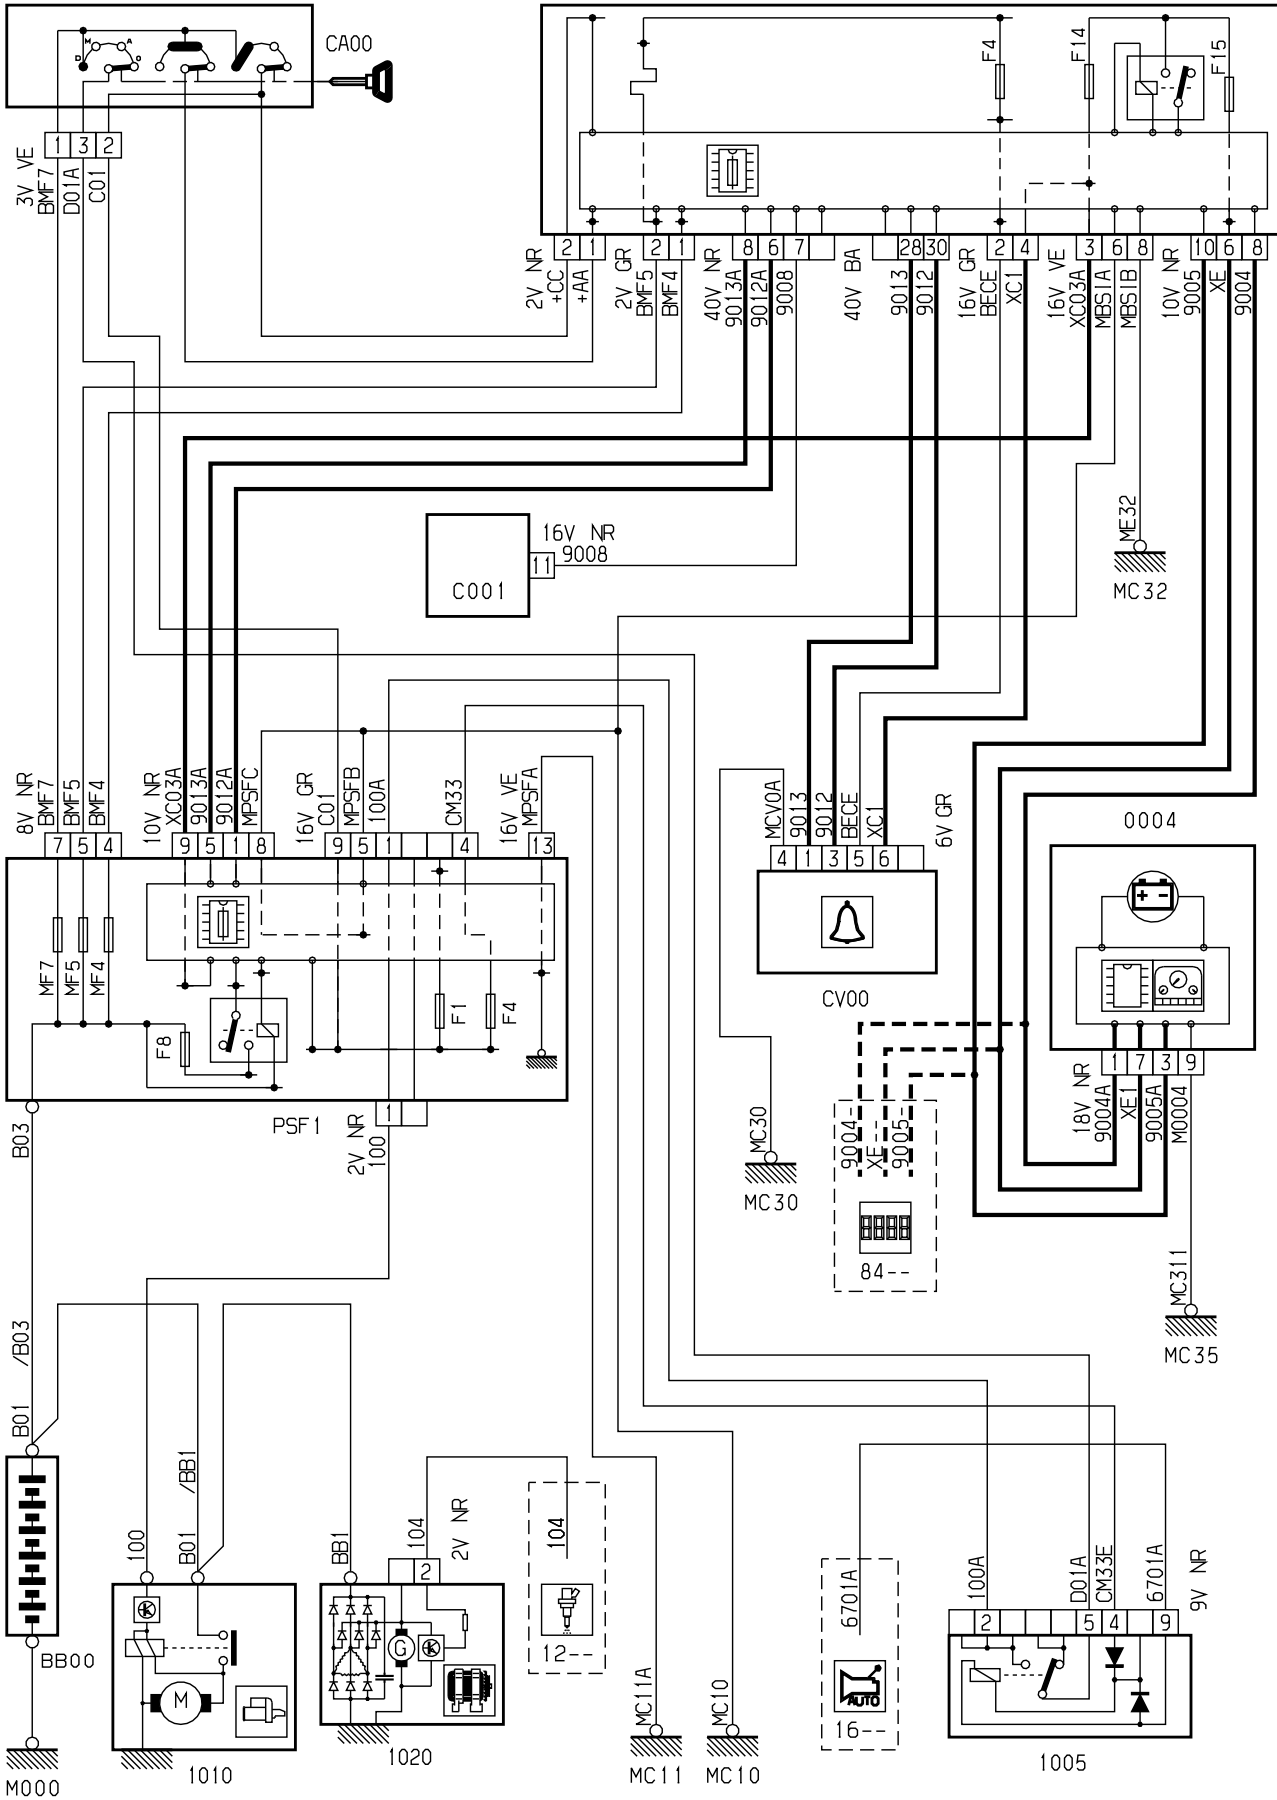 M
A
D
O
CA00
F4
F14
F15
1 3 2
3V VE
BMF7
D01A
C01
2 1 2 1 8 6 7 28 30 2 4 3 6 8 10 6 8
2V NR
+CC
+AA
2V GR
BMF5
BMF4
40V NR
9013A
9012A
9008
40V BA
9013
9012
16V GR
BECE
XC1
16V VE
XC03A
MBSIA
MBSIB
10V NR
9005
XE
9004
16V NR
11
9008
C001
ME32
MC32
8V NR
BMF7
BMF5
BMF4
10V NR
XC03A
9013A
9012A
MPSFC
16V GR
C01
MPSFB
100A
CM33
16V VE
MPSFA
7 5 4 9 5 1 8 9 5 1 4 13
MCV0A
9013
9012
BECE
XC1
6V GR
4 1 3 5 6
0004
+ -
MF7
MF5
MF4
F8
F1
F4
CV00
1 7 3 9
18V NR
9004A
XE1
9005A
M0004
B03
PSF1
2V NR
1
100
MC30
MC30
9004-
XE--
9005-
84--
MC311
MC35
/B03
B01
/BB1
100
B01
BB1
104
2V NR
2
104
12--
6701A
AUTO
16--
100A
D01A
CM33E
6701A
9V NR
2 5 4 9
BB00
M
G
M000
1010
1020
MC11A
MC11
MC10
MC10
1005